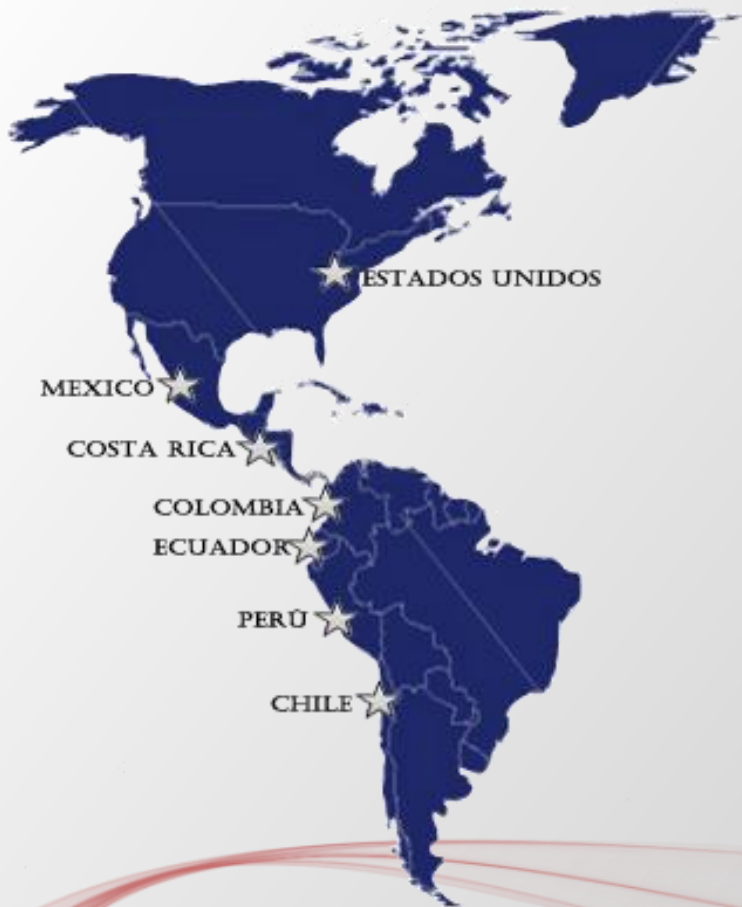 ESTADOS UNIDOS
MEXICO
COSTA RICA
COLOMBIA
ECUADOR
PERÚ
CHILE